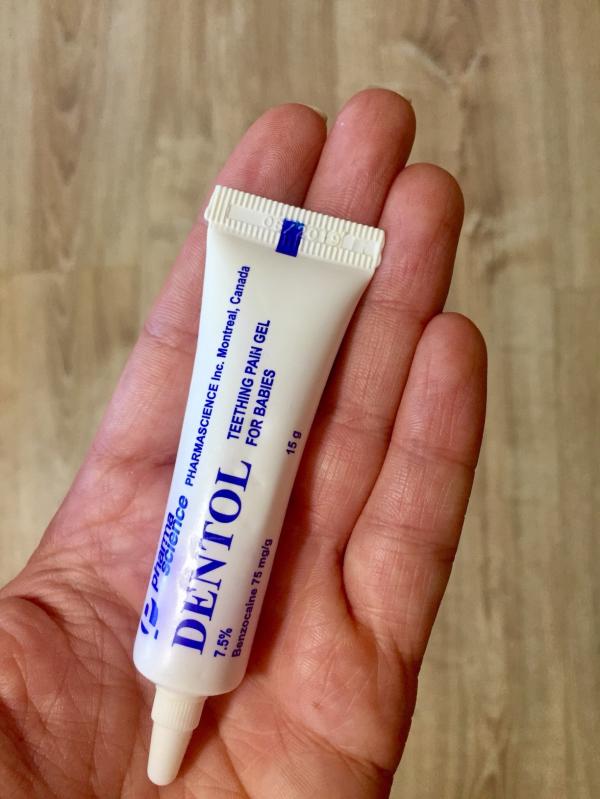 pharma
science
PHARMASCIENCE Inc. Montreal, Canada
DENTOL
TEETHING PAIN GEL
FOR BABIES
7.5%
Benzocaine 75 mg/g
15 g